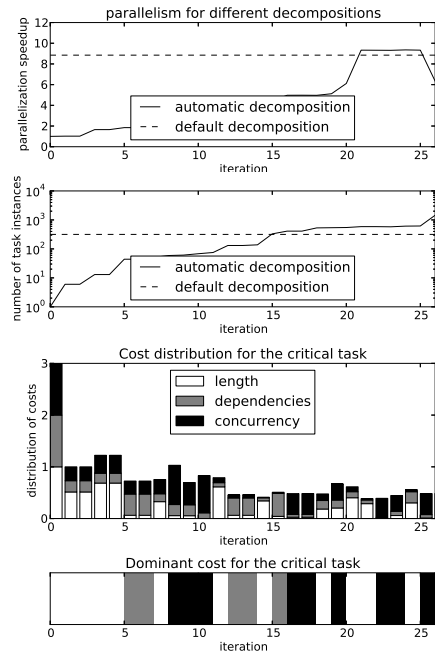 parallelism for different decompositions
parallelization speedup
12
10
8
6
4
2
0
automatic decomposition
default decomposition
0 5 10 15 20 25
iteration
number of task instances
10^4
10^3
10^2
10^1
10^0
automatic decomposition
default decomposition
0 5 10 15 20 25
iteration
Cost distribution for the critical task
distribution of costs
3
2
1
0
length
dependencies
concurrency
0 5 10 15 20 25
iteration
Dominant cost for the critical task
0 5 10 15 20 25
iteration